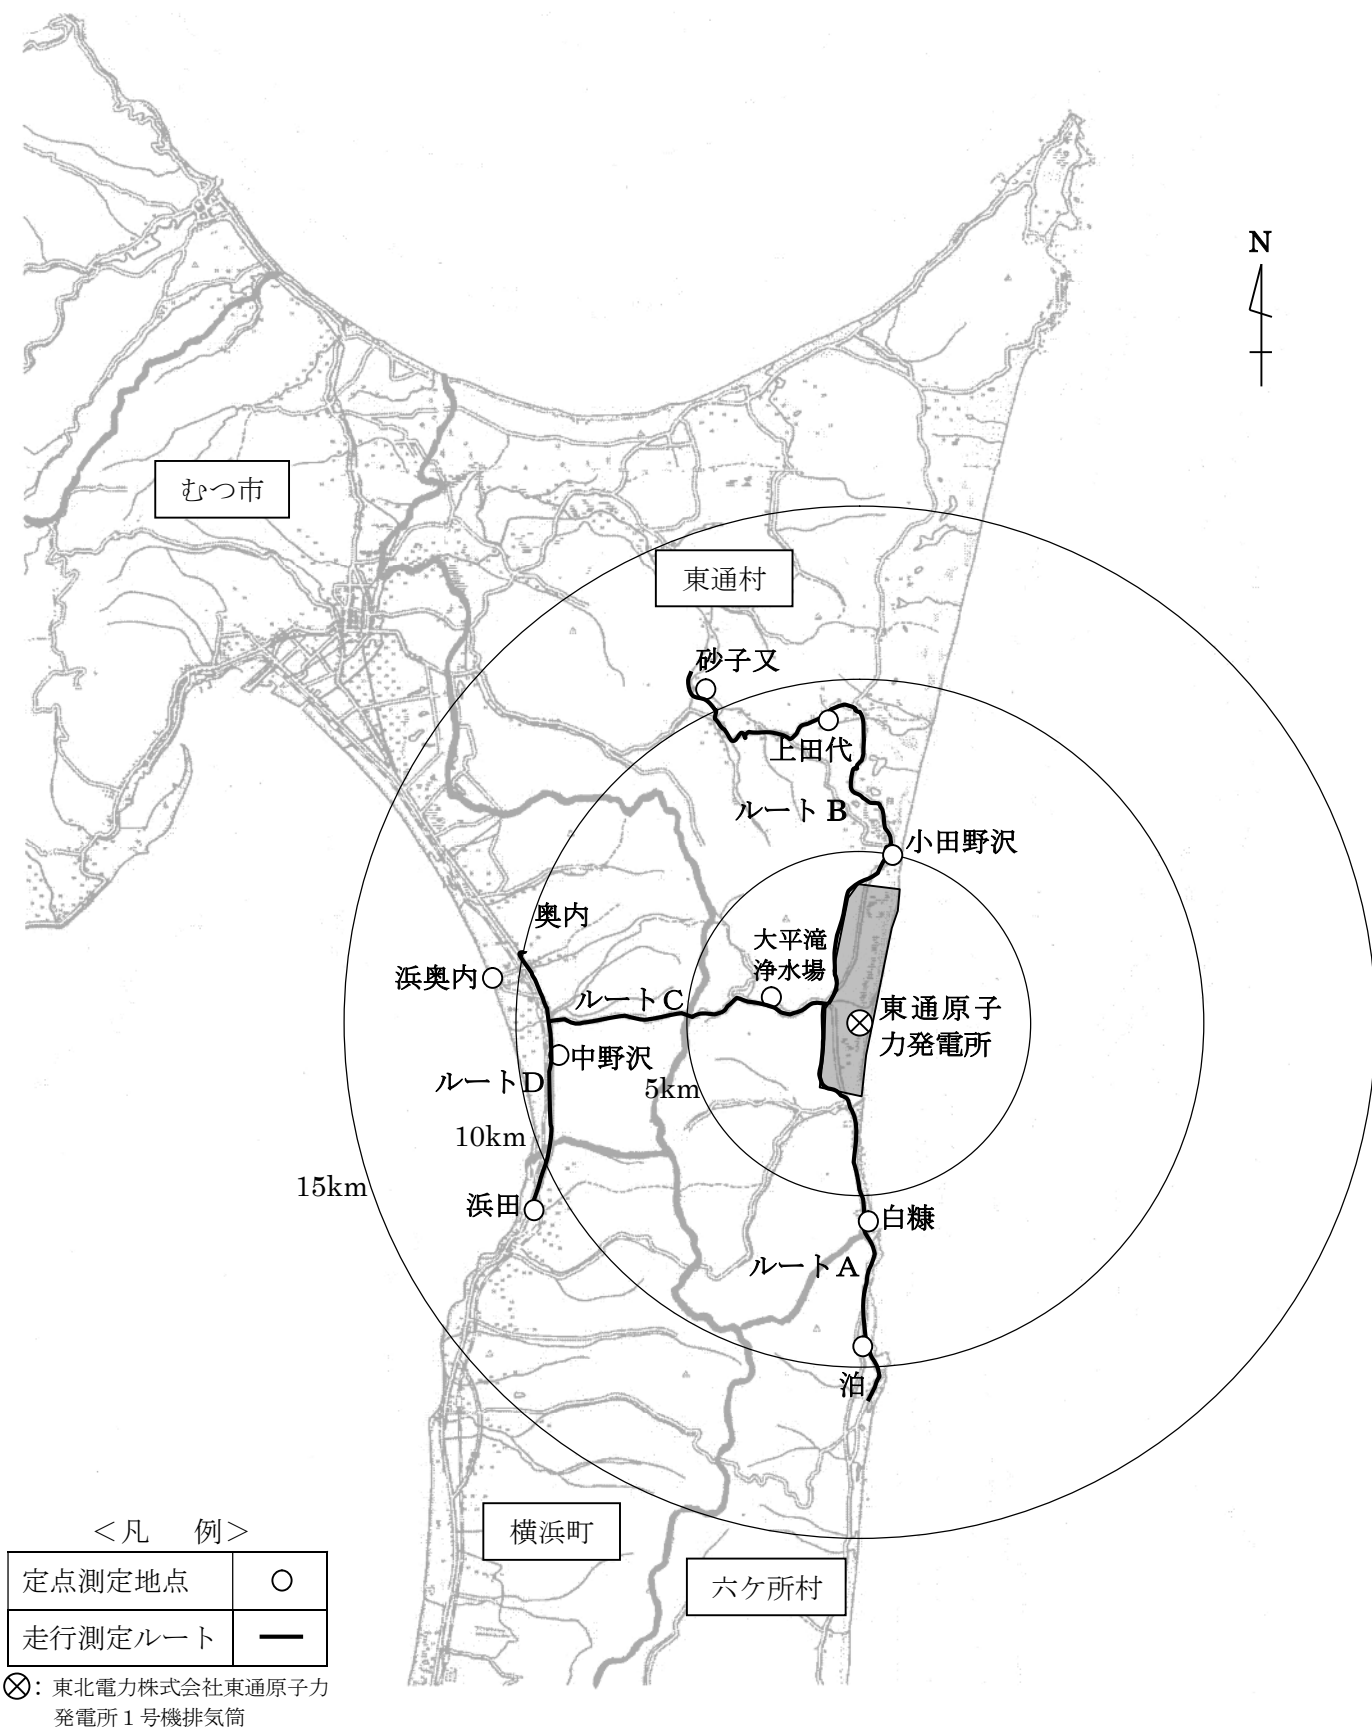 N
むつ市
東通村
砂子又
上田代
ルートB
小田野沢
奥内
大平滝
浄水場
浜奥内
ルートC
東通原子
力発電所
中野沢
ルートD
5km
10km
15km
浜田
白糠
ルートA
泊
横浜町
六ケ所村
＜凡　例＞
定点測定地点 ○
走行測定ルート ━
⊗：東北電力株式会社東通原子力
発電所１号機排気筒